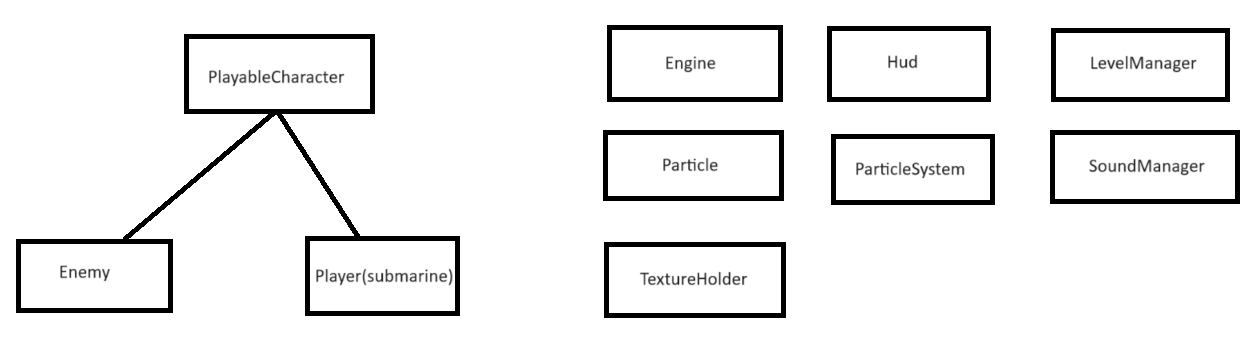 PlayableCharacter
Enemy
Player(submarine)
Engine
Hud
LevelManager
Particle
ParticleSystem
SoundManager
TextureHolder